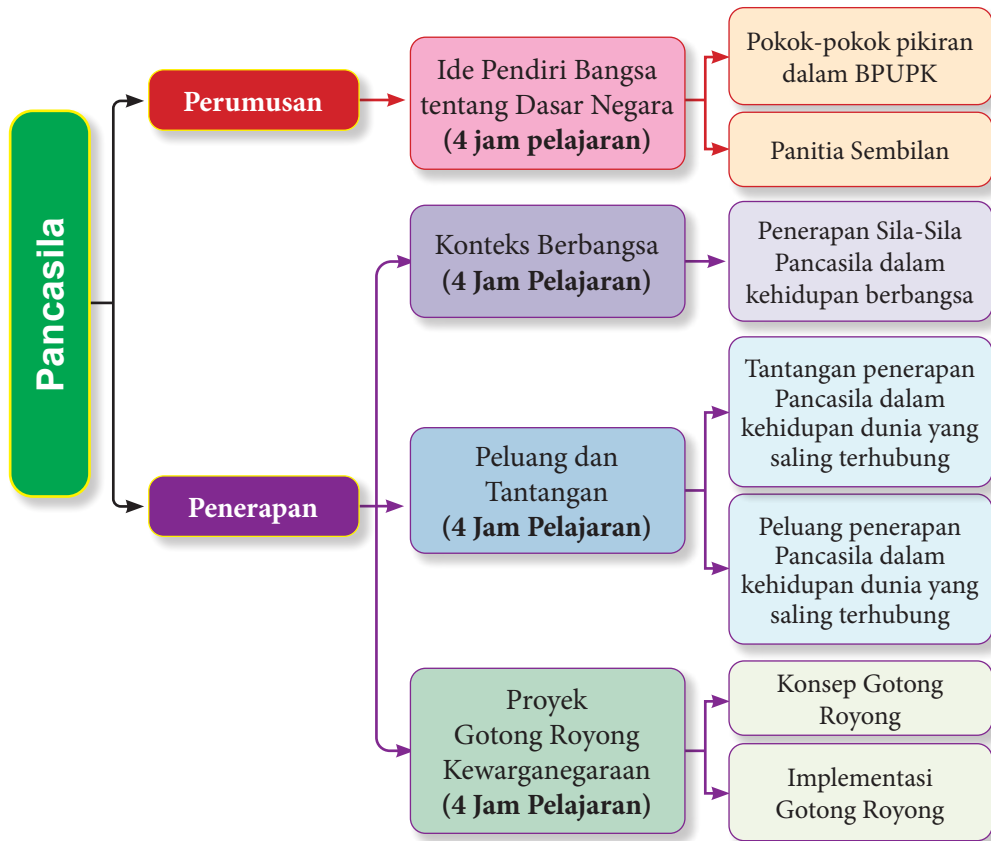 Pancasila
Perumusan
Ide Pendiri Bangsa
tentang Dasar Negara
(4 jam pelajaran)
Pokok-pokok pikiran
dalam BPUPK
Panitia Sembilan
Penerapan
Konteks Berbangsa
(4 Jam Pelajaran)
Penerapan Sila-Sila
Pancasila dalam
kehidupan berbangsa
Peluang dan
Tantangan
(4 Jam Pelajaran)
Tantangan penerapan
Pancasila dalam
kehidupan dunia yang
saling terhubung
Peluang penerapan
Pancasila dalam
kehidupan dunia yang
saling terhubung
Proyek
Gotong Royong
Kewarganegaraan
(4 Jam Pelajaran)
Konsep Gotong
Royong
Implementasi
Gotong Royong